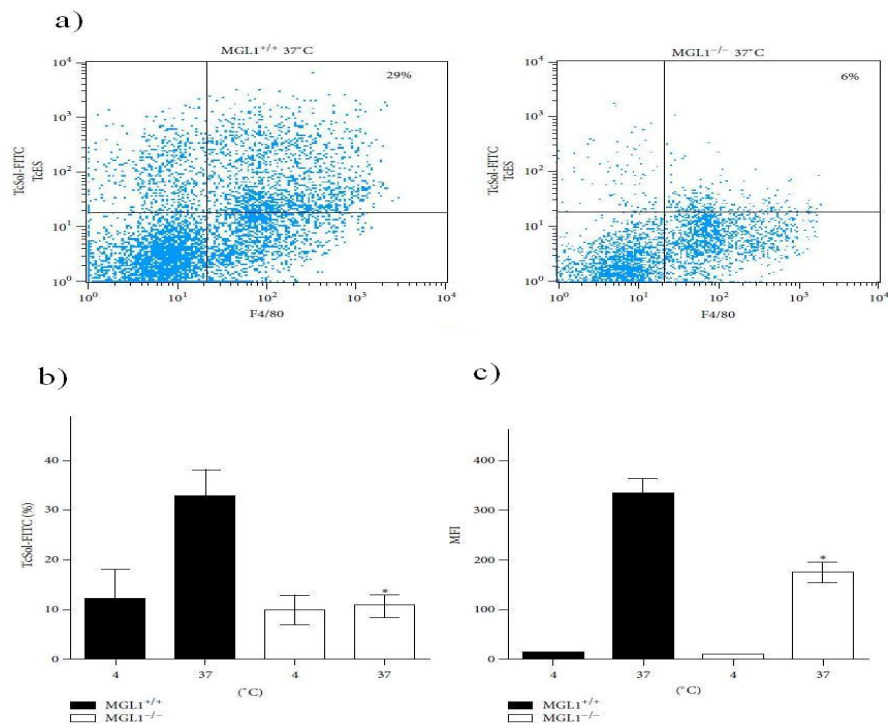 a)
MGL1+/+ 37°C
29%
10⁴
10³
10²
10¹
10⁰
TcSol-FITC
TcES
10⁰ 10¹ 10² 10³ 10⁴
F4/80
MGL1−/− 37°C
6%
10⁴
10³
10²
10¹
10⁰
TcSol-FITC
TcES
10⁰ 10¹ 10² 10³ 10⁴
F4/80
b)
40
30
20
10
0
TcSol-FITC (%)
*
4 37 4 37
(°C)
MGL1+/+
MGL1−/−
c)
400
300
200
100
0
MFI
*
4 37 4 37
(°C)
MGL1+/+
MGL1−/−